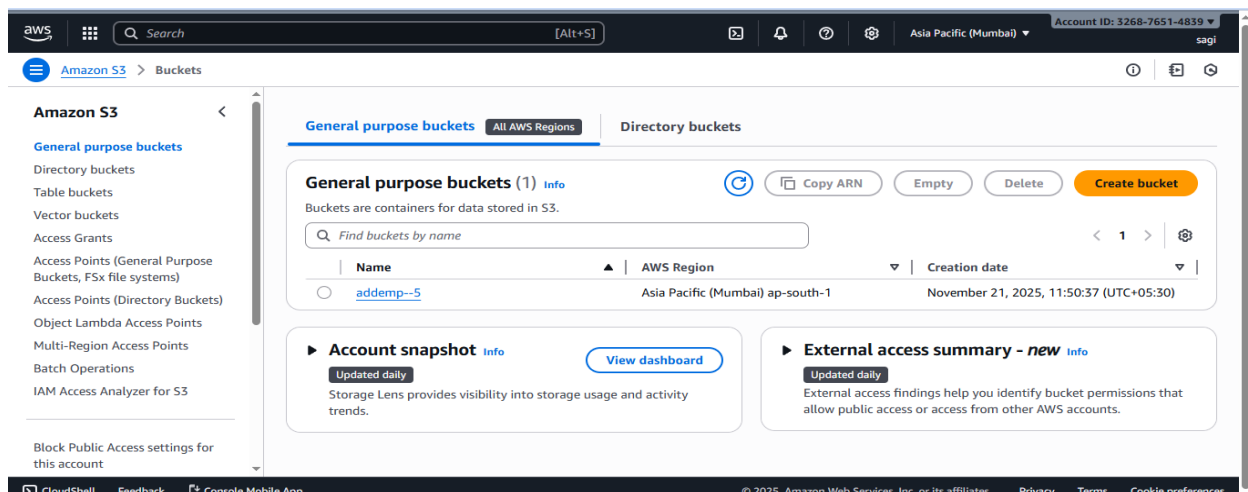 aws Search [Alt+S] Asia Pacific (Mumbai) ▼ Account ID: 3268-7651-4839 ▼
sagi
Amazon S3 > Buckets
Amazon S3
General purpose buckets
Directory buckets
Table buckets
Vector buckets
Access Grants
Access Points (General Purpose
Buckets, FSx file systems)
Access Points (Directory Buckets)
Object Lambda Access Points
Multi-Region Access Points
Batch Operations
IAM Access Analyzer for S3
Block Public Access settings for
this account
General purpose buckets All AWS Regions Directory buckets
General purpose buckets (1) Info Copy ARN Empty Delete Create bucket
Buckets are containers for data stored in S3.
Find buckets by name < 1 >
Name AWS Region Creation date
addemp--5 Asia Pacific (Mumbai) ap-south-1 November 21, 2025, 11:50:37 (UTC+05:30)
Account snapshot Info View dashboard
Updated daily
Storage Lens provides visibility into storage usage and activity
trends.
External access summary - new Info
Updated daily
External access findings help you identify bucket permissions that
allow public access or access from other AWS accounts.
CloudShell Feedback Console Mobile App © 2025, Amazon Web Services, Inc. or its affiliates. Privacy Terms Cookie preferences